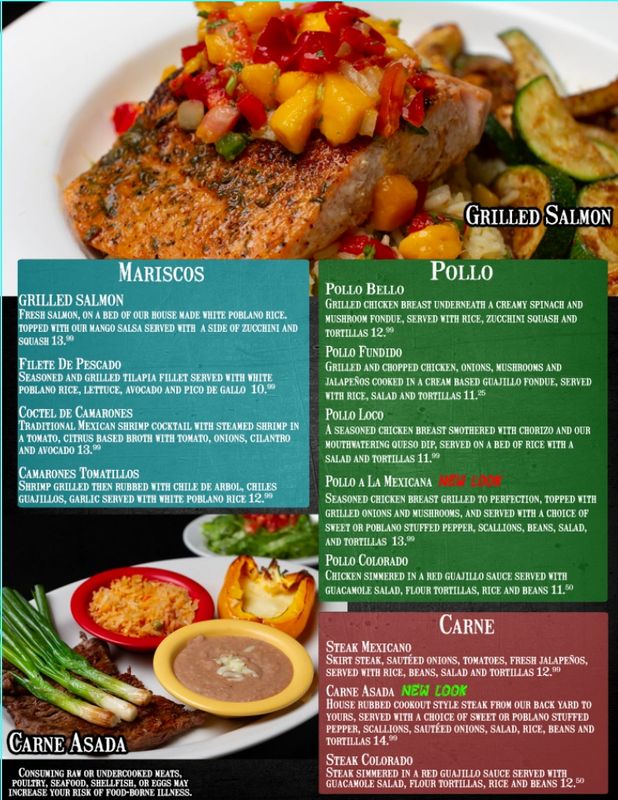 GRILLED SALMON
MARISCOS
GRILLED SALMON
FRESH SALMON, ON A BED OF OUR HOUSE MADE WHITE POBLANO RICE.
TOPPED WITH OUR MANGO SALSA SERVED WITH A SIDE OF ZUCCHINI AND
SQUASH 13.99
FILETE DE PESCADO
SEASONED AND GRILLED TILAPIA FILLET SERVED WITH WHITE
POBLANO RICE, LETTUCE, AVOCADO AND PICO DE GALLO 10.99
COCTEL DE CAMARONES
TRADITIONAL MEXICAN SHRIMP COCKTAIL WITH STEAMED SHRIMP IN
A TOMATO, CITRUS BASED BROTH WITH TOMATO, ONIONS, CILANTRO
AND AVOCADO 13.99
CAMARONES TOMATILLOS
SHRIMP GRILLED THEN RUBBED WITH CHILE DE ARBOL, CHILES
GUAJILLOS, GARLIC SERVED WITH WHITE POBLANO RICE 12.99
POLLO
POLLO BELLO
GRILLED CHICKEN BREAST UNDERNEATH A CREAMY SPINACH AND
MUSHROOM FONDUE, SERVED WITH RICE, ZUCCHINI SQUASH AND
TORTILLAS 12.99
POLLO FUNDIDO
GRILLED AND CHOPPED CHICKEN, ONIONS, MUSHROOMS AND
JALAPEÑOS COOKED IN A CREAM BASED GUAJILLO FONDUE, SERVED
WITH RICE, SALAD AND TORTILLAS 11.25
POLLO LOCO
A SEASONED CHICKEN BREAST SMOTHERED WITH CHORIZO AND OUR
MOUTHWATERING QUESO DIP, SERVED ON A BED OF RICE WITH A
SALAD AND TORTILLAS 11.99
POLLO A LA MEXICANA NEW LOOK
SEASONED CHICKEN BREAST GRILLED TO PERFECTION, TOPPED WITH
GRILLED ONIONS AND MUSHROOMS, AND SERVED WITH A CHOICE OF
SWEET OR POBLANO STUFFED PEPPER, SCALLIONS, BEANS, SALAD,
AND TORTILLAS 13.99
POLLO COLORADO
CHICKEN SIMMERED IN A RED GUAJILLO SAUCE SERVED WITH
GUACAMOLE SALAD, FLOUR TORTILLAS, RICE AND BEANS 11.50
CARNE
STEAK MEXICANO
SKIRT STEAK, SAUTÉED ONIONS, TOMATOES, FRESH JALAPEÑOS,
SERVED WITH RICE, BEANS, SALAD AND TORTILLAS 12.99
CARNE ASADA NEW LOOK
HOUSE RUBBED COOKOUT STYLE STEAK FROM OUR BACK YARD TO
YOURS, SERVED WITH A CHOICE OF SWEET OR POBLANO STUFFED
PEPPER, SCALLIONS, SAUTÉED ONIONS, SALAD, RICE, BEANS AND
TORTILLAS 14.99
STEAK COLORADO
STEAK SIMMERED IN A RED GUAJILLO SAUCE SERVED WITH
GUACAMOLE SALAD, FLOUR TORTILLAS, RICE AND BEANS 12.50
CARNE ASADA
CONSUMING RAW OR UNDERCOOKED MEATS,
POULTRY, SEAFOOD, SHELLFISH, OR EGGS MAY
INCREASE YOUR RISK OF FOOD-BORNE ILLNESS.